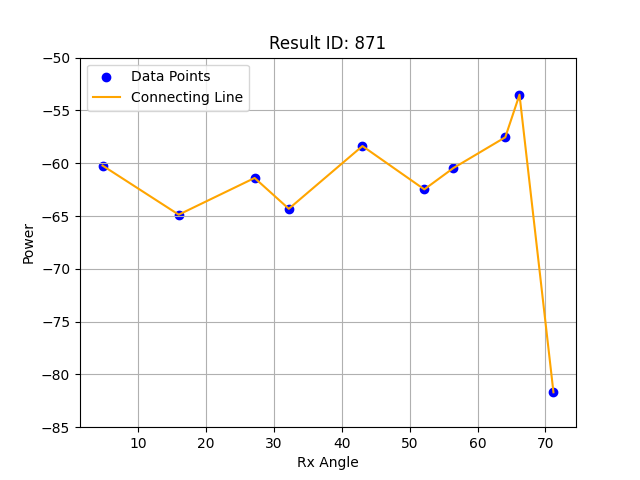 Result ID: 871
Data Points
Connecting Line
−50
−55
−60
−65
−70
−75
−80
−85
Power
10 20 30 40 50 60 70
Rx Angle